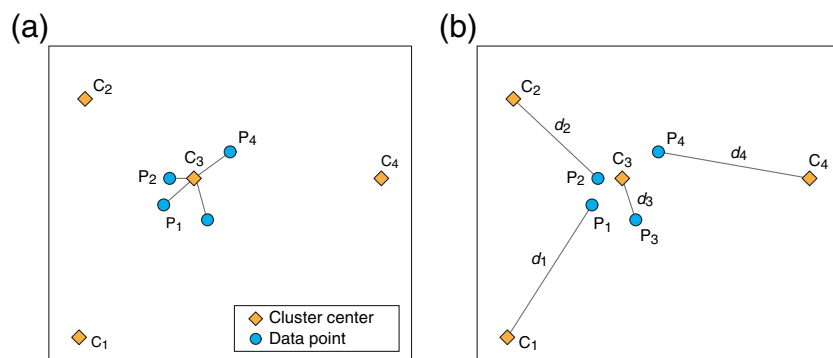 (a)
C₂
P₄
C₃
P₂
C₄
P₁
C₁
Cluster center
Data point
(b)
C₂
d₂
P₄
C₃
d₄
C₄
P₂
d₃
P₁
P₃
d₁
C₁